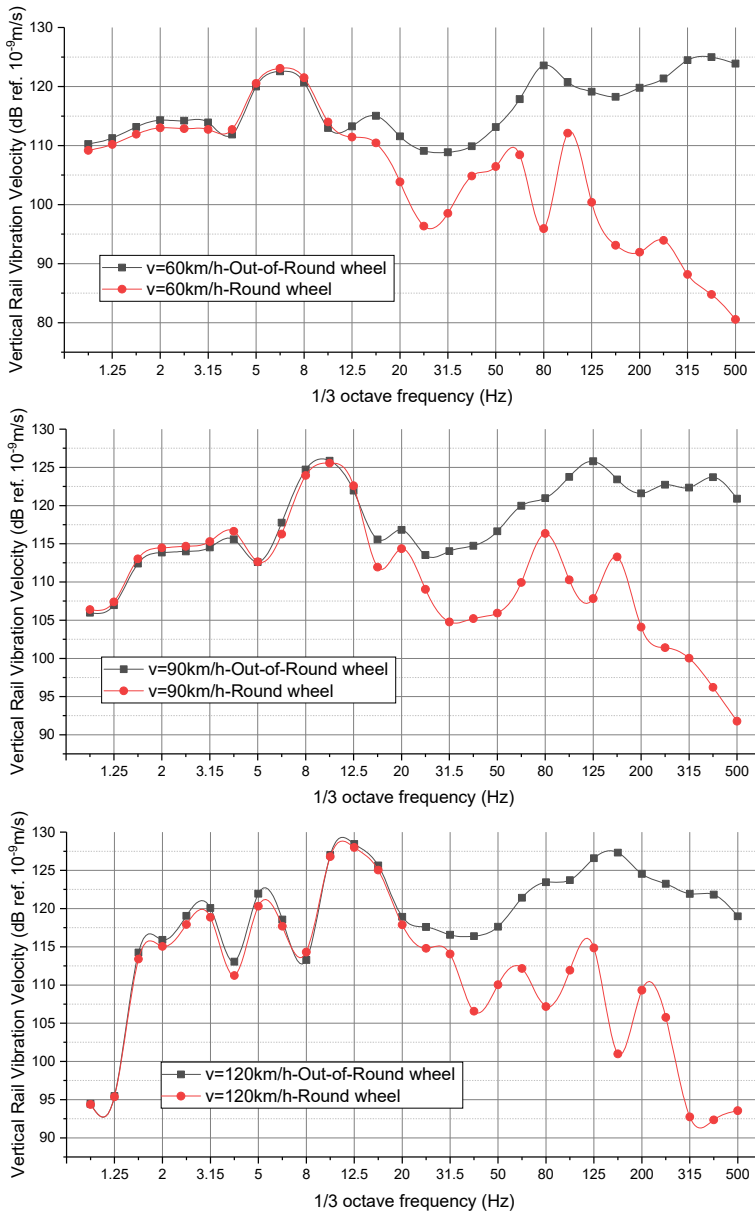 130
120
110
100
90
80
Vertical Rail Vibration Velocity (dB ref. 10⁻⁹m/s)
v=60km/h-Out-of-Round wheel
v=60km/h-Round wheel
1.25 2 3.15 5 8 12.5 20 31.5 50 80 125 200 315 500
1/3 octave frequency (Hz)
130
125
120
115
110
105
100
95
90
Vertical Rail Vibration Velocity (dB ref. 10⁻⁹m/s)
v=90km/h-Out-of-Round wheel
v=90km/h-Round wheel
1.25 2 3.15 5 8 12.5 20 31.5 50 80 125 200 315 500
1/3 octave frequency (Hz)
130
125
120
115
110
105
100
95
90
Vertical Rail Vibration Velocity (dB ref. 10⁻⁹m/s)
v=120km/h-Out-of-Round wheel
v=120km/h-Round wheel
1.25 2 3.15 5 8 12.5 20 31.5 50 80 125 200 315 500
1/3 octave frequency (Hz)